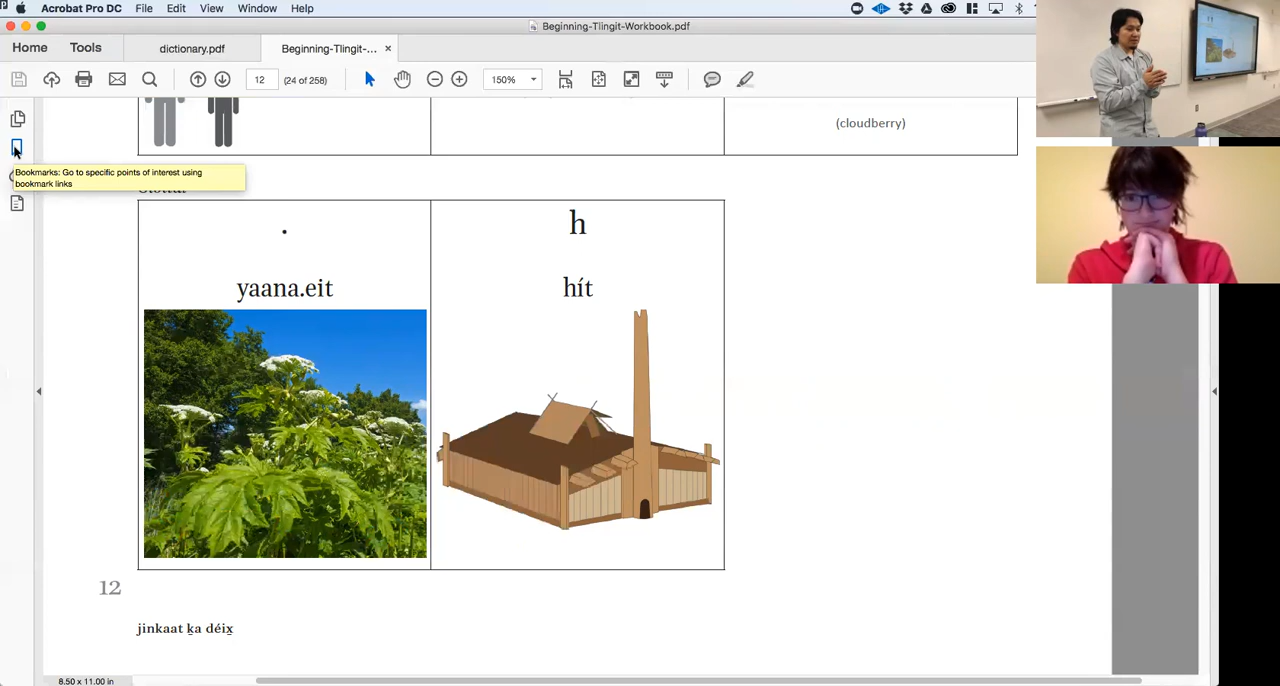 Acrobat Pro DC File Edit View Window Help
Beginning-Tlingit-Workbook.pdf
Home Tools dictionary.pdf Beginning-Tlingit-... ×
12 (24 of 258) 150%
(cloudberry)
Bookmarks: Go to specific points of interest using
bookmark links
. h
yaana.eit hít
12
jinkaat ḵa déix̱
8.50 x 11.00 in